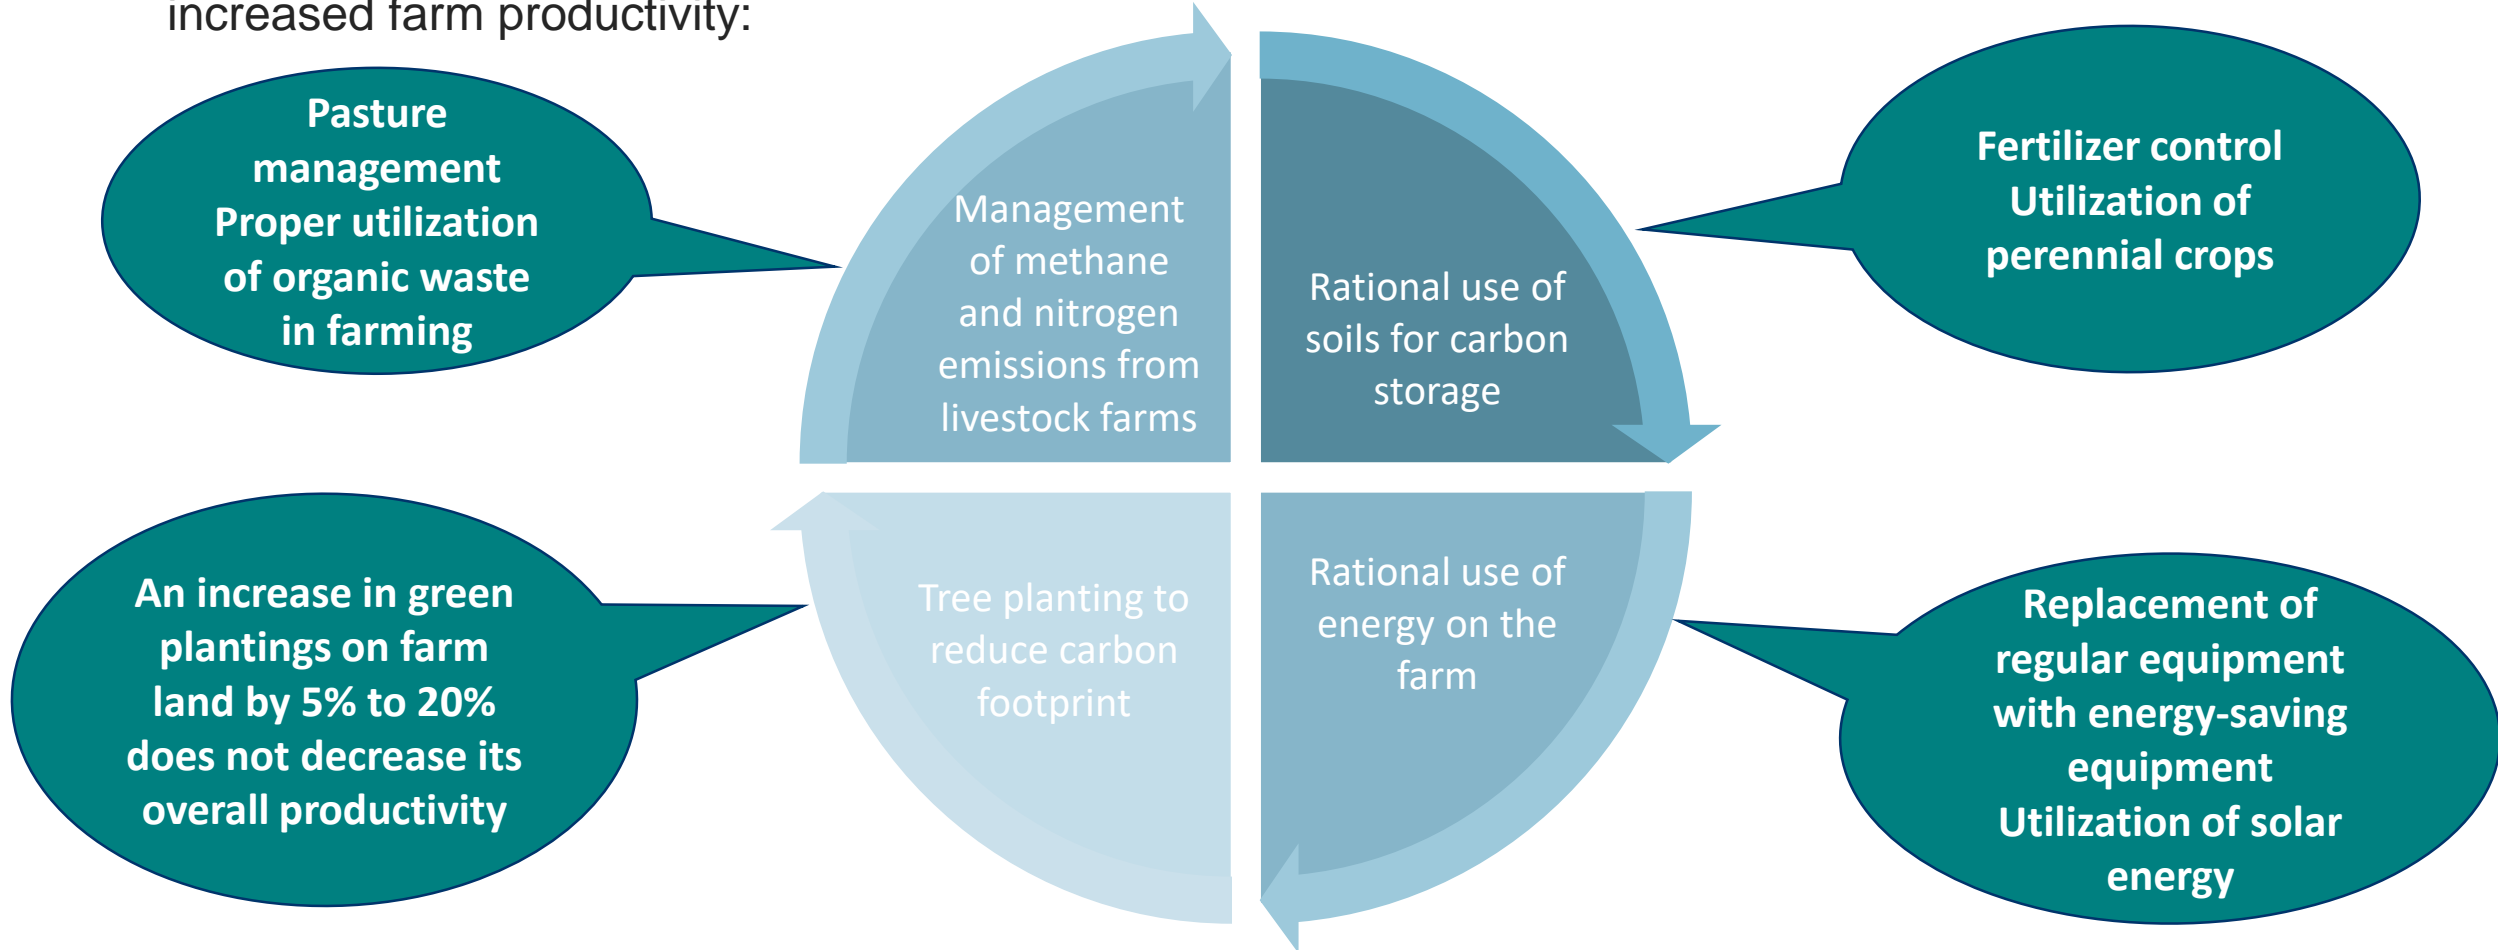 increased farm productivity:
Pasture
management
Proper utilization
of organic waste
in farming
Management
of methane
and nitrogen
emissions from
livestock farms
Rational use of
soils for carbon
storage
Fertilizer control
Utilization of
perennial crops
An increase in green
plantings on farm
land by 5% to 20%
does not decrease its
overall productivity
Tree planting to
reduce carbon
footprint
Rational use of
energy on the
farm
Replacement of
regular equipment
with energy-saving
equipment
Utilization of solar
energy